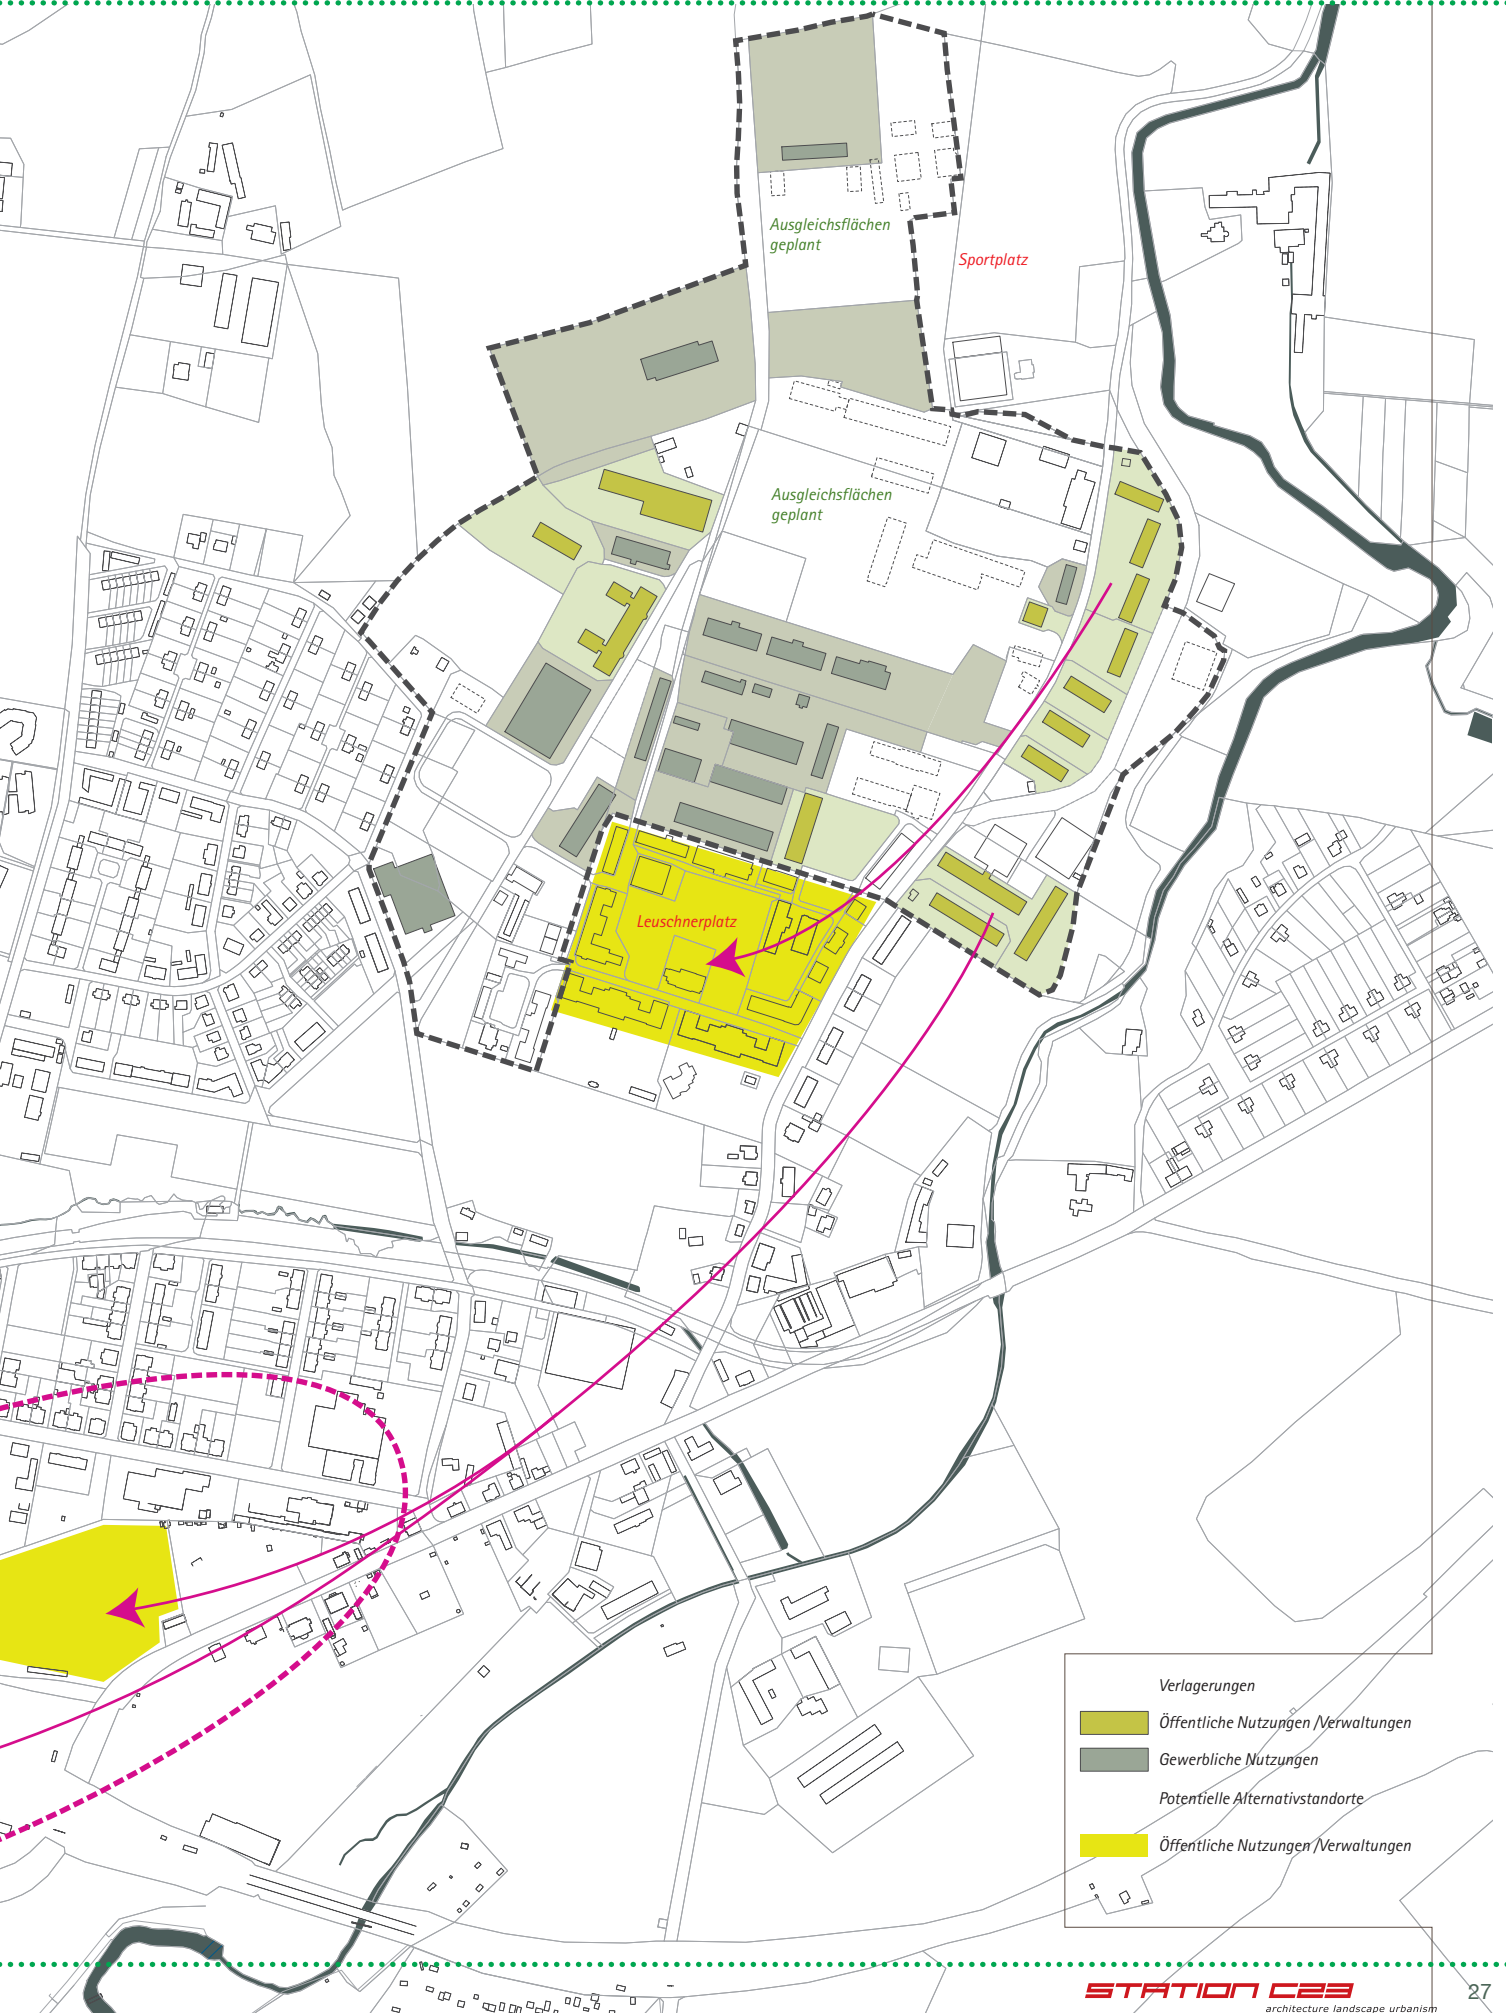 Ausgleichsflächen
geplant
Sportplatz
Ausgleichsflächen
geplant
Leuschnerplatz
Verlagerungen
Öffentliche Nutzungen /Verwaltungen
Gewerbliche Nutzungen
Potentielle Alternativstandorte
Öffentliche Nutzungen /Verwaltungen
STATION C23
architecture landscape urbanism
27